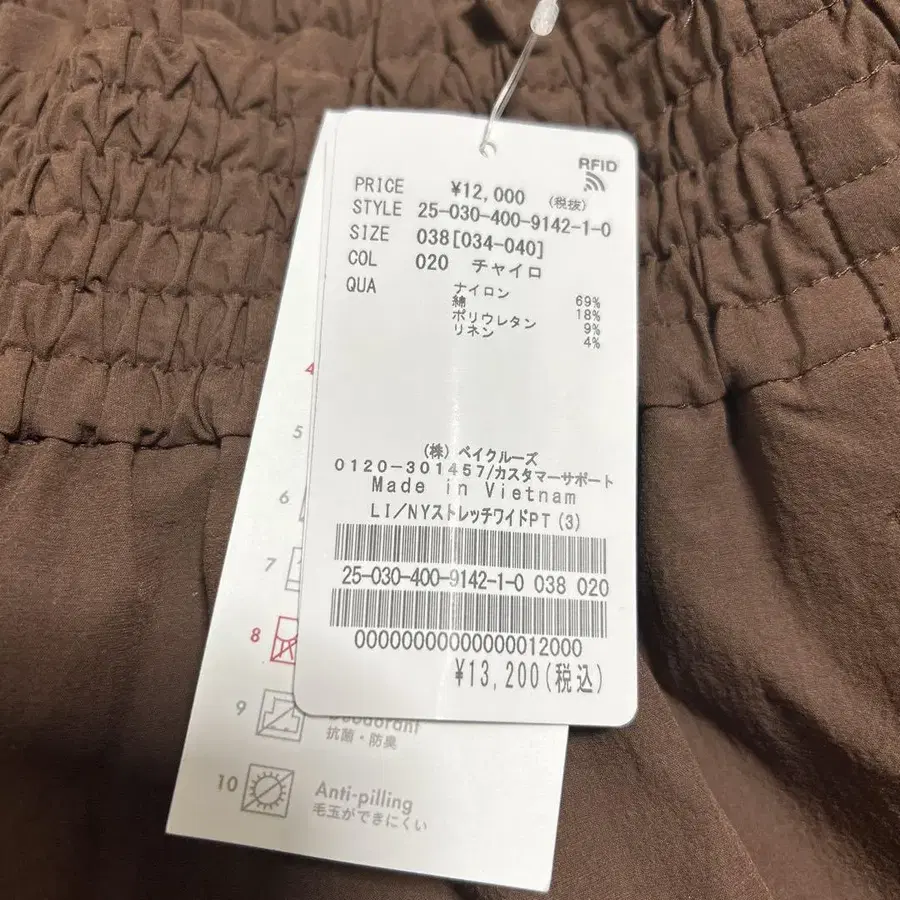 RFID
PRICE ¥12,000 (税抜)
STYLE 25-030-400-9142-1-0
SIZE 038[034-040]
COL 020 チャイロ
QUA ナイロン 69%
綿 18%
ポリウレタン 9%
リネン 4%
(株) ベイクルーズ
0120-301457/カスタマーサポート
Made in Vietnam
LI/NYストレッチワイドPT (3)
25-030-400-9142-1-0 038 020
00000000000000012000
¥13,200(税込)
4
5
6
7
8
9 Deodorant
抗菌・防臭
10 Anti-pilling
毛玉ができにくい